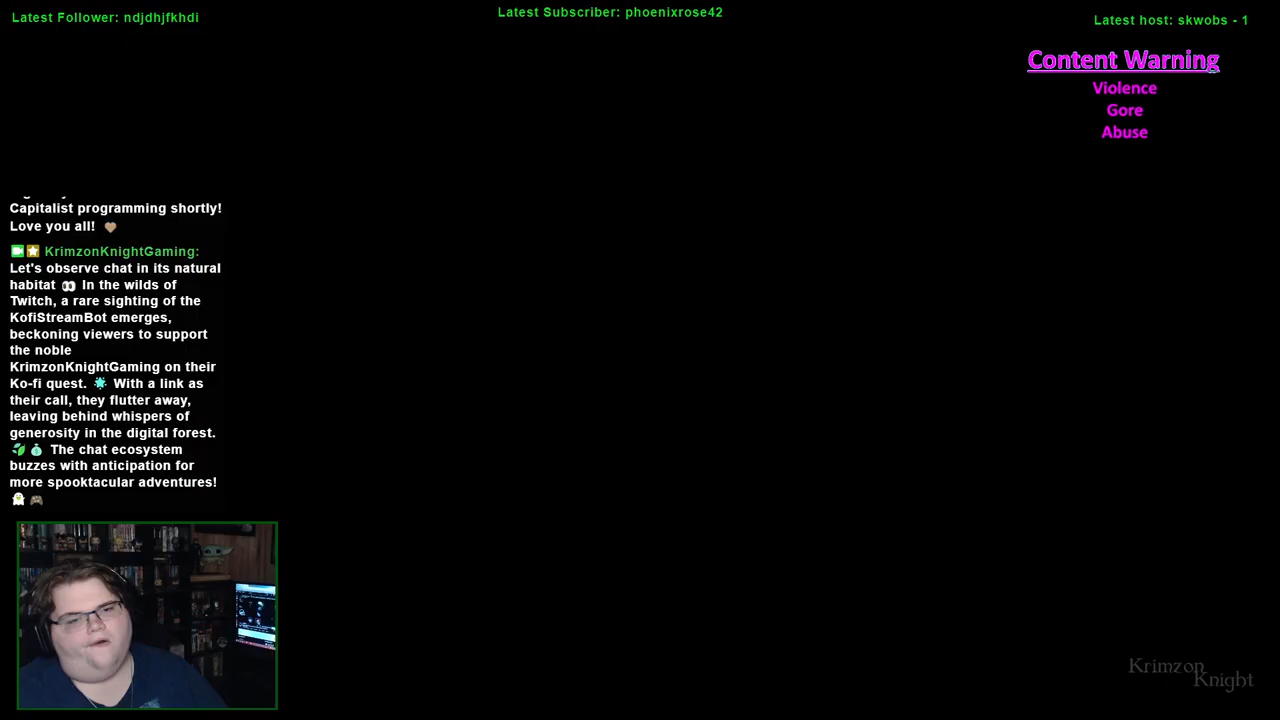 Latest Follower: ndjdhjfkhdi
Latest Subscriber: phoenixrose42
Latest host: skwobs - 1
Content Warning
Violence
Gore
Abuse
Capitalist programming shortly!
Love you all!
KrimzonKnightGaming:
Let's observe chat in its natural
habitat 👀 In the wilds of
Twitch, a rare sighting of the
KofiStreamBot emerges,
beckoning viewers to support
the noble
KrimzonKnightGaming on their
Ko-fi quest. With a link as
their call, they flutter away,
leaving behind whispers of
generosity in the digital forest.
The chat ecosystem
buzzes with anticipation for
more spooktacular adventures!
Krimzon
Knight